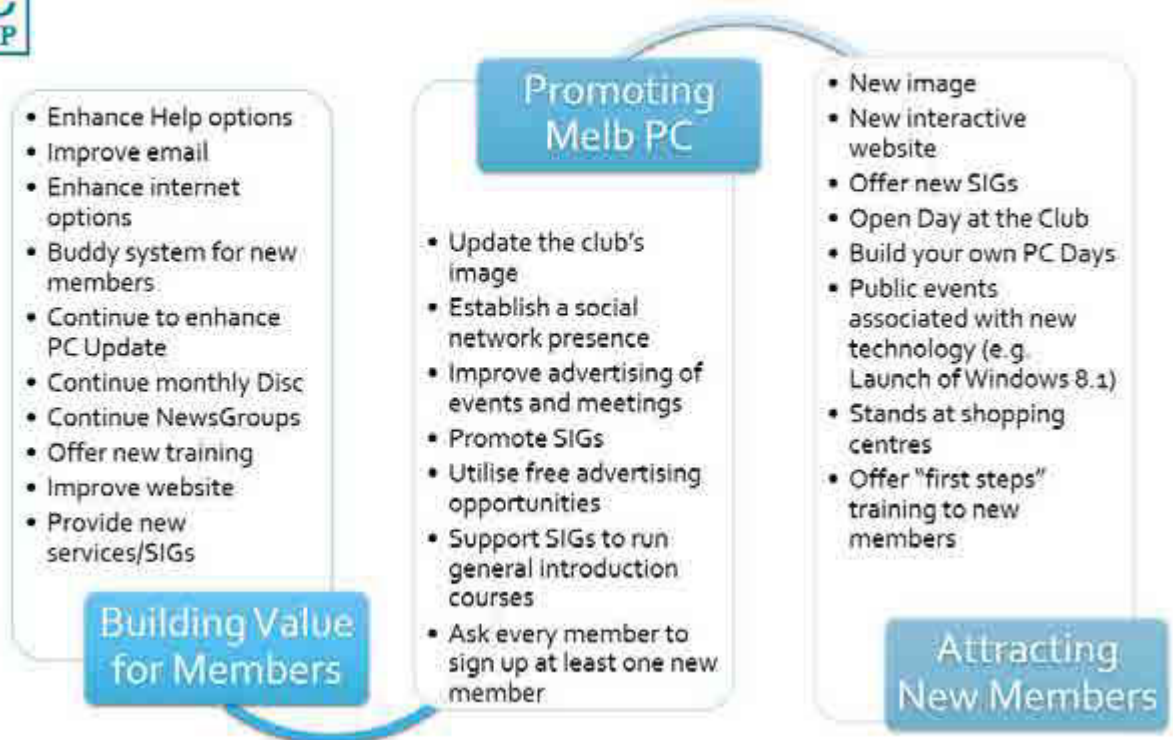 P
• Enhance Help options
• Improve email
• Enhance internet
options
• Buddy system for new
members
• Continue to enhance
PC Update
• Continue monthly Disc
• Continue NewsGroups
• Offer new training
• Improve website
• Provide new
services/SIGs
Building Value
for Members
Promoting
Melb PC
• Update the club's
image
• Establish a social
network presence
• Improve advertising of
events and meetings
• Promote SIGs
• Utilise free advertising
opportunities
• Support SIGs to run
general introduction
courses
• Ask every member to
sign up at least one new
member
• New image
• New interactive
website
• Offer new SIGs
• Open Day at the Club
• Build your own PC Days
• Public events
associated with new
technology (e.g.
Launch of Windows 8.1)
• Stands at shopping
centres
• Offer "first steps"
training to new
members
Attracting
New Members